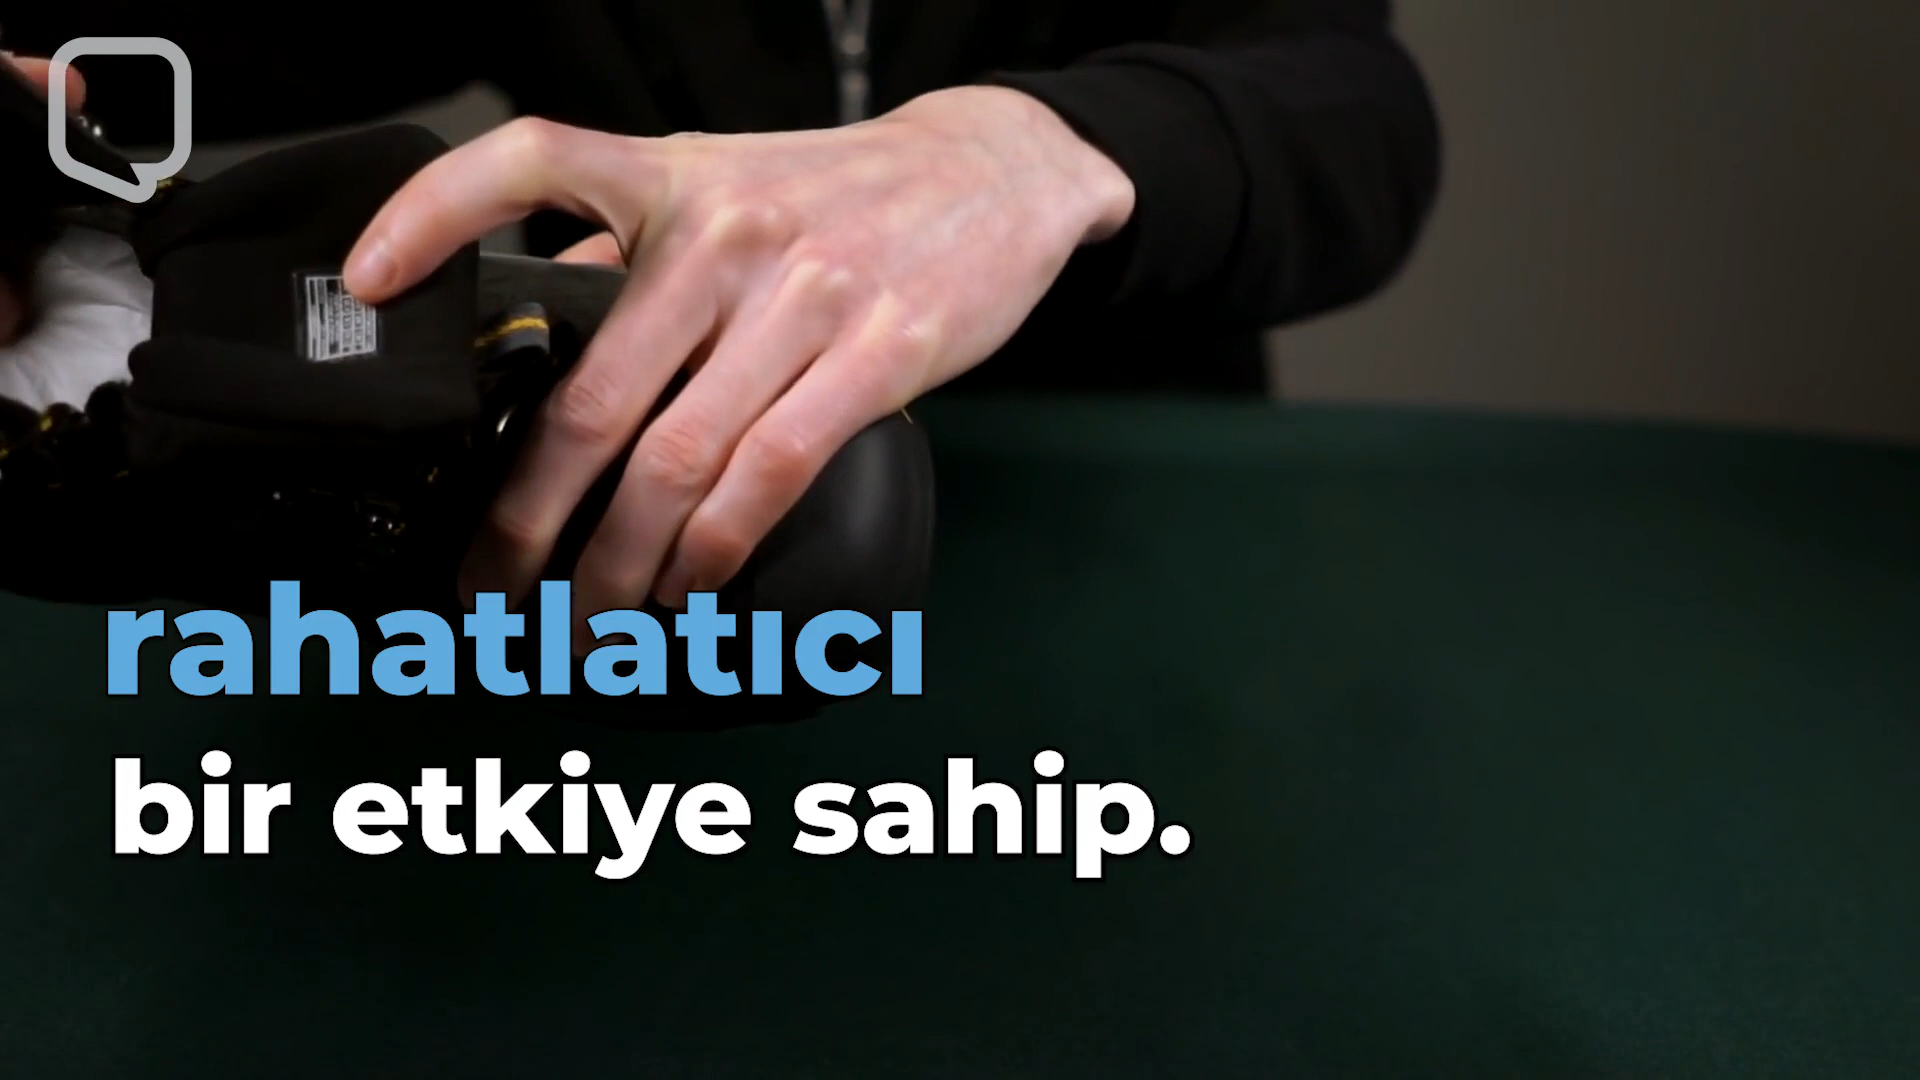 rahatlatıcı
bir etkiye sahip.